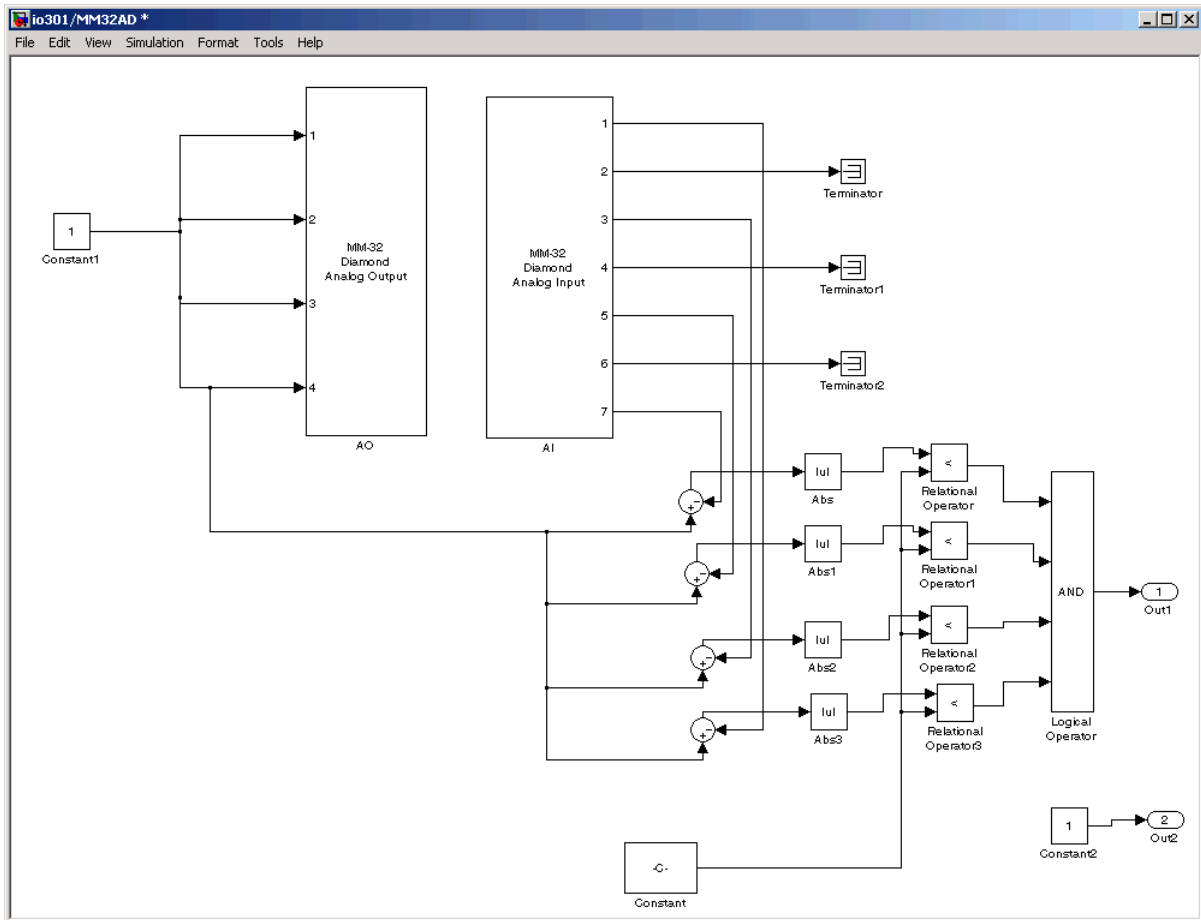 io301/MM32AD *
File Edit View Simulation Format Tools Help
1
2
3
4
MM-32
Diamond
Analog Output
AO
1
Constant1
1
2
3
4
5
6
7
MM-32
Diamond
Analog Input
AI
Terminator
Terminator1
Terminator2
+
-
|u|
Abs
<
Relational
Operator
+
-
|u|
Abs1
<
Relational
Operator1
+
-
|u|
Abs2
<
Relational
Operator2
+
-
|u|
Abs3
<
Relational
Operator3
AND
Logical
Operator
1
Out1
1
Constant2
2
Out2
-C-
Constant